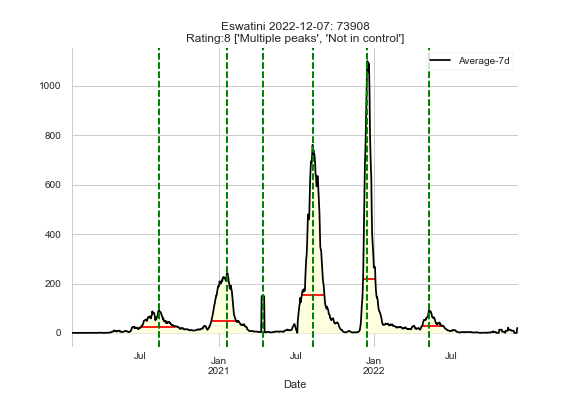 Eswatini 2022-12-07: 73908
Rating:8 ['Multiple peaks', 'Not in control']
Average-7d
1000
800
600
400
200
0
Jul
Jan
2021
Jul
Jan
2022
Jul
Date